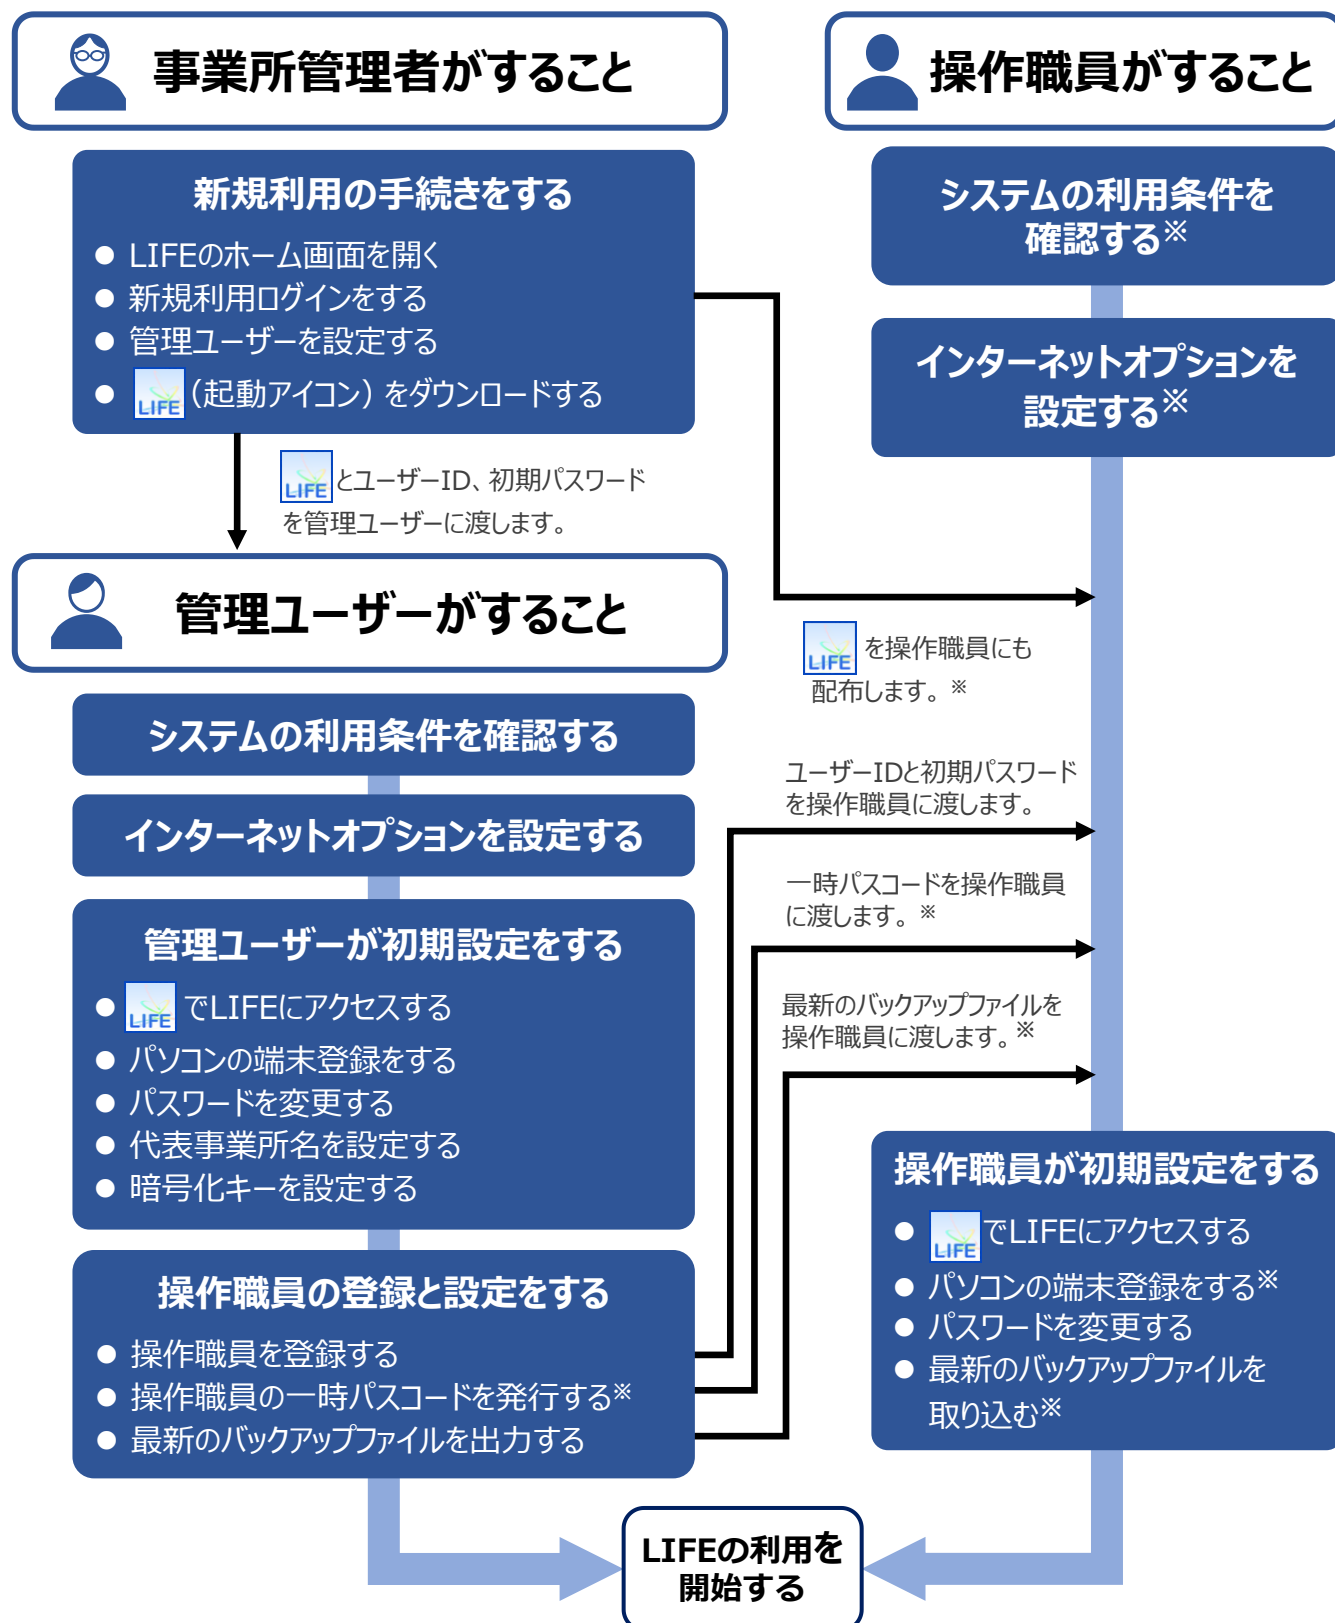 事業所管理者がすること
新規利用の手続きをする
● LIFEのホーム画面を開く
● 新規利用ログインをする
● 管理ユーザーを設定する
● LIFE（起動アイコン）をダウンロードする
LIFEとユーザーID、初期パスワード
を管理ユーザーに渡します。
管理ユーザーがすること
システムの利用条件を確認する
インターネットオプションを設定する
管理ユーザーが初期設定をする
● LIFE でLIFEにアクセスする
● パソコンの端末登録をする
● パスワードを変更する
● 代表事業所名を設定する
● 暗号化キーを設定する
操作職員の登録と設定をする
● 操作職員を登録する
● 操作職員の一時パスコードを発行する※
● 最新のバックアップファイルを出力する
操作職員がすること
システムの利用条件を
確認する※
インターネットオプションを
設定する※
LIFE を操作職員にも
配布します。※
ユーザーIDと初期パスワード
を操作職員に渡します。
一時パスコードを操作職員
に渡します。※
最新のバックアップファイルを
操作職員に渡します。※
操作職員が初期設定をする
● LIFE でLIFEにアクセスする
● パソコンの端末登録をする※
● パスワードを変更する
● 最新のバックアップファイルを
取り込む※
LIFEの利用を
開始する